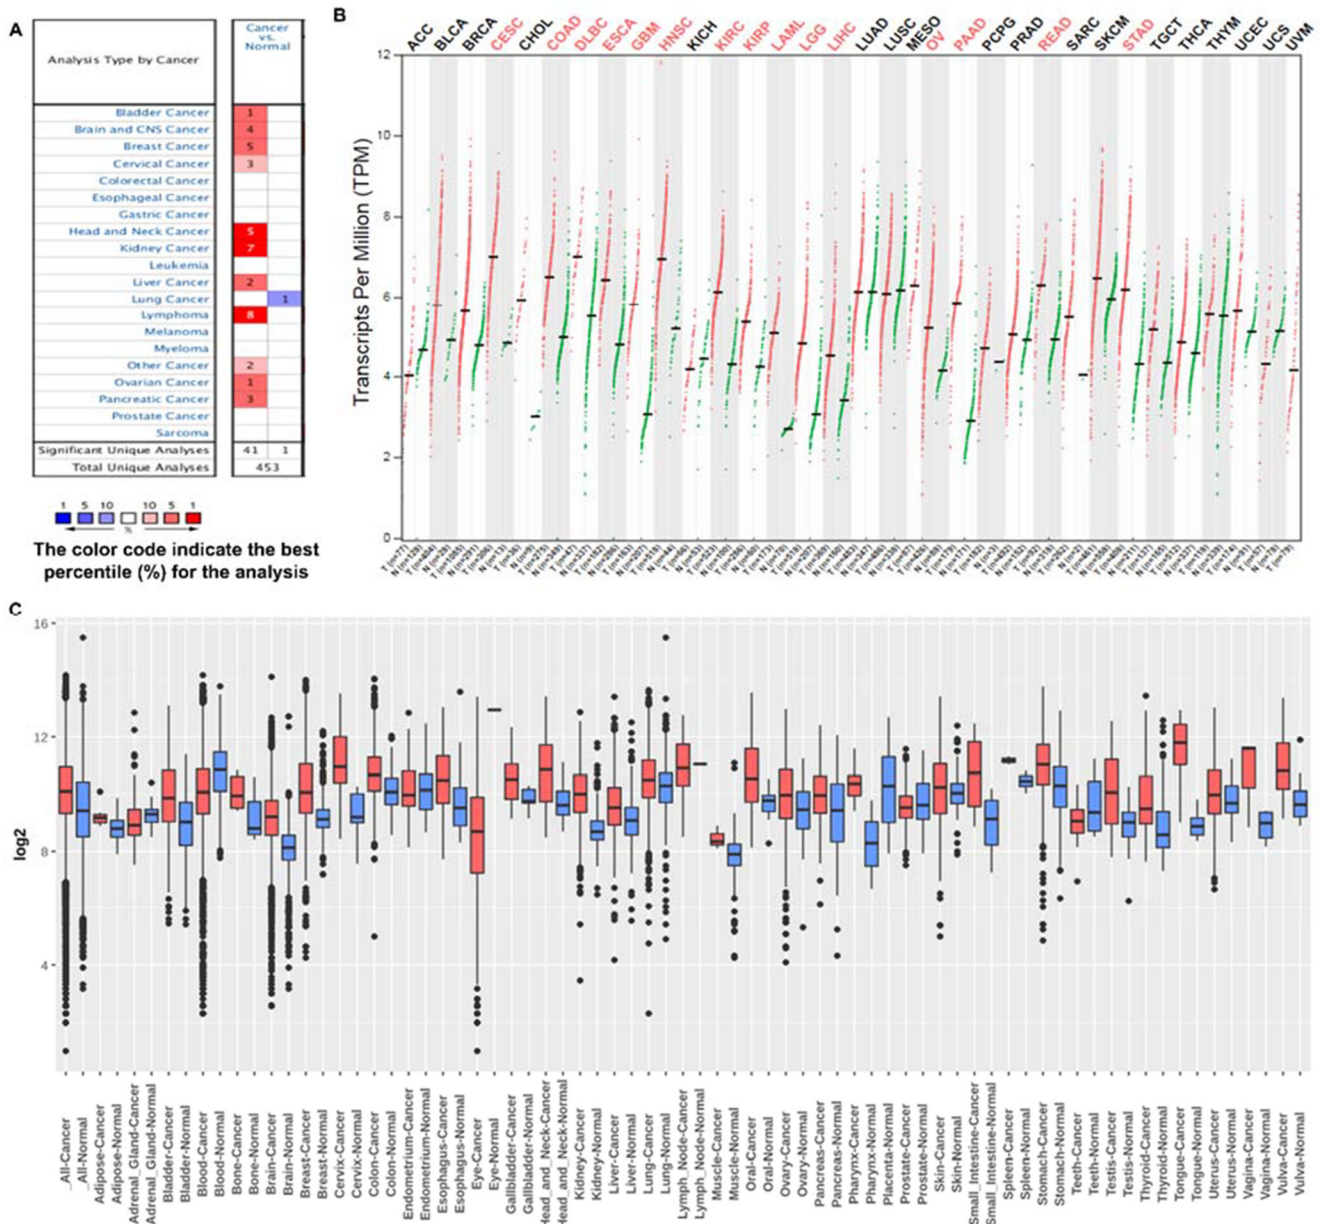 A
Analysis Type by Cancer
Cancer
vs.
Normal
Bladder Cancer 1
Brain and CNS Cancer 4
Breast Cancer 5
Cervical Cancer 3
Colorectal Cancer
Esophageal Cancer
Gastric Cancer
Head and Neck Cancer 5
Kidney Cancer 7
Leukemia
Liver Cancer 2
Lung Cancer 1
Lymphoma 8
Melanoma
Myeloma
Other Cancer 2
Ovarian Cancer 1
Pancreatic Cancer 3
Prostate Cancer
Sarcoma
Significant Unique Analyses 41 1
Total Unique Analyses 453
1 5 10 10 5 1
%
The color code indicate the best
percentile (%) for the analysis
B
ACC BLCA BRCA CESC CHOL COAD DLBC ESCA GBM HNSC KICH KIRC KIRP LAML LGG LIHC LUAD LUSC MESO OV PAAD PCPG PRAD READ SARC SKCM STAD TGCT THCA THYM UCEC UCS UVM
Transcripts Per Million (TPM)
12
10
8
6
4
2
0
C
log2
16
12
8
4
_All-Cancer
_All-Normal
Adipose-Cancer
Adipose-Normal
Adrenal_Gland-Cancer
Adrenal_Gland-Normal
Bladder-Cancer
Bladder-Normal
Blood-Cancer
Blood-Normal
Bone-Cancer
Bone-Normal
Brain-Cancer
Brain-Normal
Breast-Cancer
Breast-Normal
Cervix-Cancer
Cervix-Normal
Colon-Cancer
Colon-Normal
Endometrium-Cancer
Endometrium-Normal
Esophagus-Cancer
Esophagus-Normal
Eye-Cancer
Eye-Normal
Gallbladder-Cancer
Gallbladder-Normal
Head_and_Neck-Cancer
Head_and_Neck-Normal
Kidney-Cancer
Kidney-Normal
Liver-Cancer
Liver-Normal
Lung-Cancer
Lung-Normal
Lymph_Node-Cancer
Lymph_Node-Normal
Muscle-Cancer
Muscle-Normal
Oral-Cancer
Oral-Normal
Ovary-Cancer
Ovary-Normal
Pancreas-Cancer
Pancreas-Normal
Pharynx-Cancer
Pharynx-Normal
Placenta-Normal
Prostate-Cancer
Prostate-Normal
Skin-Cancer
Skin-Normal
Small_Intestine-Cancer
Small_Intestine-Normal
Spleen-Cancer
Spleen-Normal
Stomach-Cancer
Stomach-Normal
Teeth-Cancer
Teeth-Normal
Testis-Cancer
Testis-Normal
Thyroid-Cancer
Thyroid-Normal
Tongue-Cancer
Tongue-Normal
Uterus-Cancer
Uterus-Normal
Vagina-Cancer
Vagina-Normal
Vulva-Cancer
Vulva-Normal